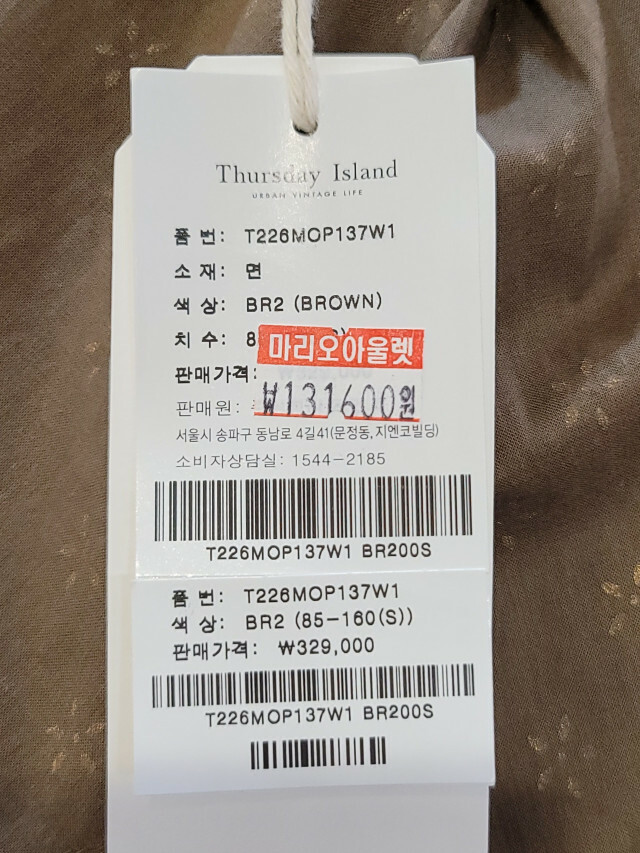 Thursday Island
URBAN VINTAGE LIFE
품 번: T226MOP137W1
소 재: 면
색 상: BR2 (BROWN)
치 수: 8
마리오아울렛
판매가격:
₩131600원
판매원:
서울시 송파구 동남로 4길41(문정동, 지엔코빌딩)
소비자상담실: 1544-2185
T226MOP137W1 BR200S
품 번: T226MOP137W1
색 상: BR2 (85-160(S))
판매가격: ₩329,000
T226MOP137W1 BR200S